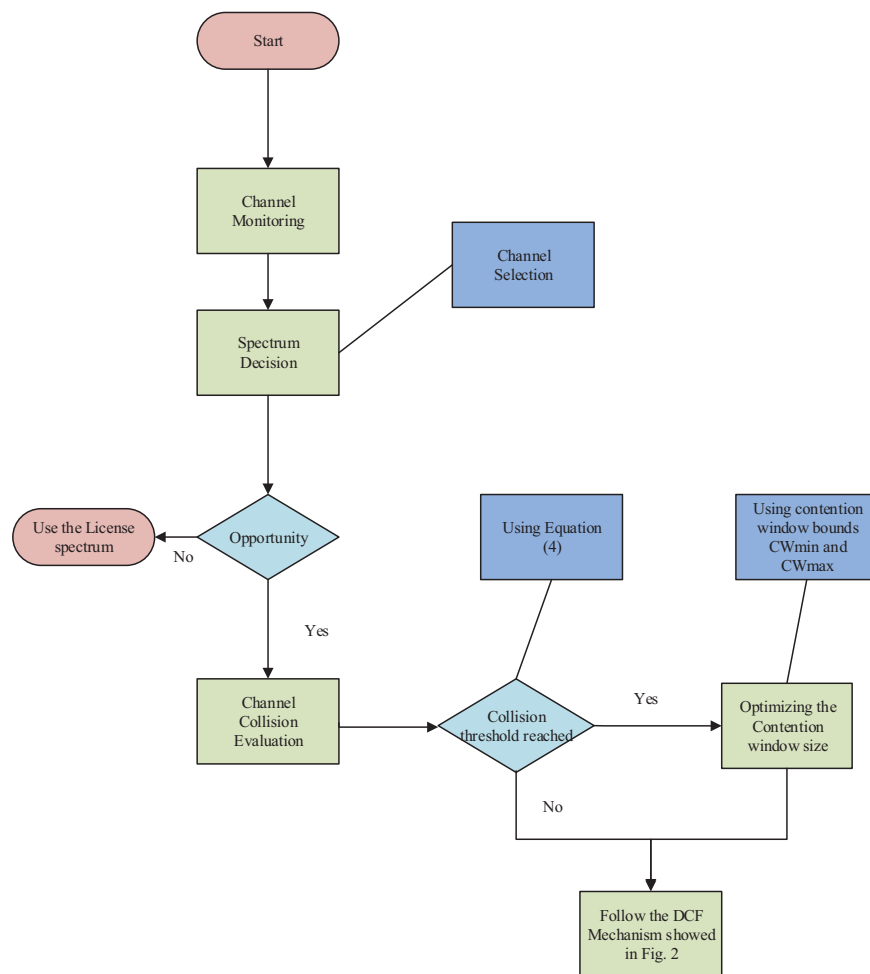 Start
Channel
Monitoring
Channel
Selection
Spectrum
Decision
Use the License
spectrum
No
Opportunity
Yes
Using Equation
(4)
Using contention
window bounds
CWmin and
CWmax
Channel
Collision
Evaluation
Collision
threshold reached
Yes
Optimizing the
Contention
window size
No
Follow the DCF
Mechanism showed
in Fig. 2